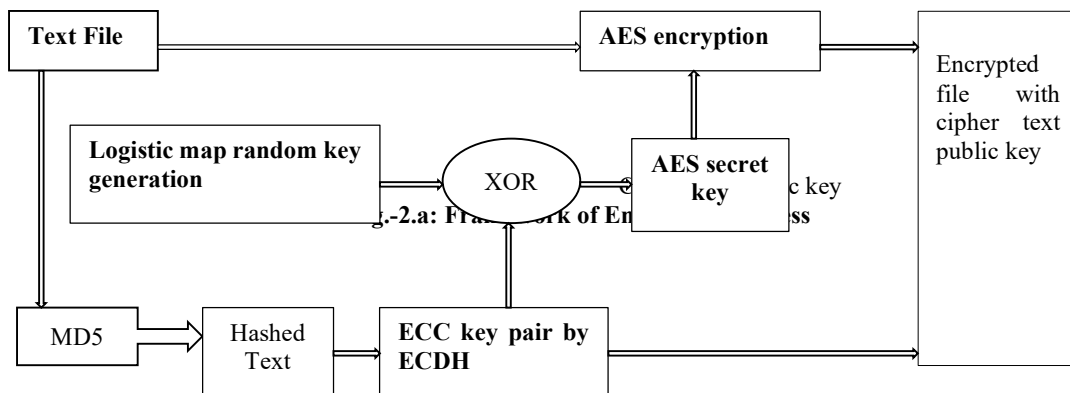 Text File
AES encryption
Encrypted
file with
cipher text
public key
Logistic map random key
generation
XOR
AES secret
key
key
of
MD5
Hashed
Text
ECC key pair by
ECDH